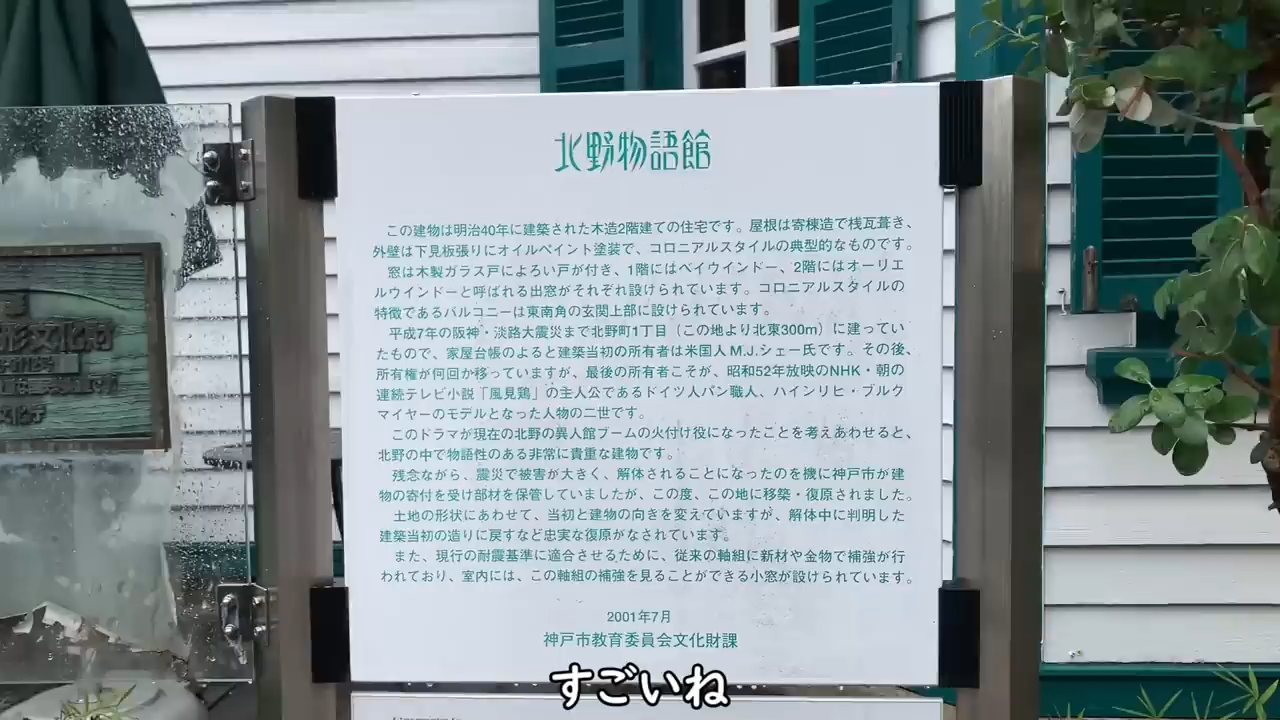 北野物語館
この建物は明治40年に建築された木造2階建ての住宅です。屋根は寄棟造で桟瓦葺き、
外壁は下見板張りにオイルペイント塗装で、コロニアルスタイルの典型的なものです。
窓は木製ガラス戸によろい戸が付き、1階にはベイウインドー、2階にはオーリエ
ルウインドーと呼ばれる出窓がそれぞれ設けられています。コロニアルスタイルの
特徴であるバルコニーは東南角の玄関上部に設けられています。
平成7年の阪神・淡路大震災まで北野町1丁目（この地より北東300m）に建ってい
たもので、家屋台帳のよると建築当初の所有者は米国人M.J.シェー氏です。その後、
所有権が何回か移っていますが、最後の所有者こそが、昭和52年放映のNHK・朝の
連続テレビ小説「風見鶏」の主人公であるドイツ人パン職人、ハインリヒ・ブルク
マイヤーのモデルとなった人物の二世です。
このドラマが現在の北野の異人館ブームの火付け役になったことを考えあわせると、
北野の中で物語性のある非常に貴重な建物です。
残念ながら、震災で被害が大きく、解体されることになったのを機に神戸市が建
物の寄付を受け部材を保管していましたが、この度、この地に移築・復原されました。
土地の形状にあわせて、当初と建物の向きを変えていますが、解体中に判明した
建築当初の造りに戻すなど忠実な復原がなされています。
また、現行の耐震基準に適合させるために、従来の軸組に新材や金物で補強が行
われており、室内には、この軸組の補強を見ることができる小窓が設けられています。
2001年7月
神戸市教育委員会文化財課
形文化財
すごいね